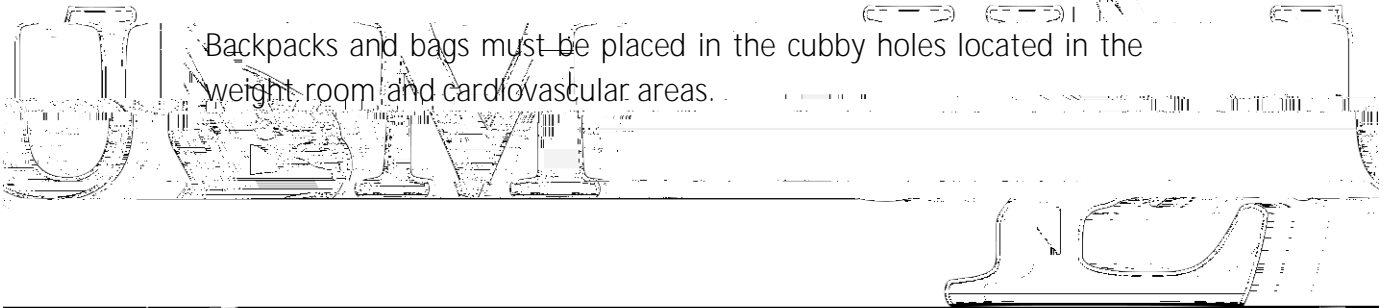 Backpacks and bags must be placed in the cubby holes located in the
weight room and cardiovascular areas.